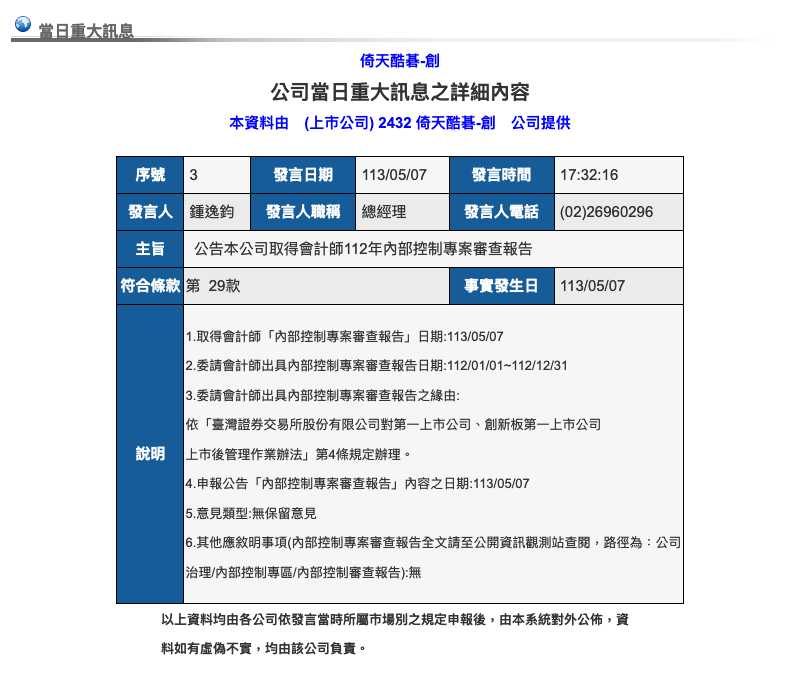 當日重大訊息
倚天酷碁-創
公司當日重大訊息之詳細內容
本資料由 (上市公司) 2432 倚天酷碁-創 公司提供
序號 3 發言日期 113/05/07 發言時間 17:32:16
發言人 鍾逸鈞 發言人職稱 總經理 發言人電話 (02)26960296
主旨 公告本公司取得會計師112年內部控制專案審查報告
符合條款 第 29款 事實發生日 113/05/07
說明
1.取得會計師「內部控制專案審查報告」日期:113/05/07
2.委請會計師出具內部控制專案審查報告日期:112/01/01~112/12/31
3.委請會計師出具內部控制專案審查報告之緣由:
依「臺灣證券交易所股份有限公司對第一上市公司、創新板第一上市公司
上市後管理作業辦法」第4條規定辦理。
4.申報公告「內部控制專案審查報告」內容之日期:113/05/07
5.意見類型:無保留意見
6.其他應敘明事項(內部控制專案審查報告全文請至公開資訊觀測站查閱，路徑為：公司
治理/內部控制專區/內部控制審查報告):無
以上資料均由各公司依發言當時所屬市場別之規定申報後，由本系統對外公佈，資
料如有虛偽不實，均由該公司負責。